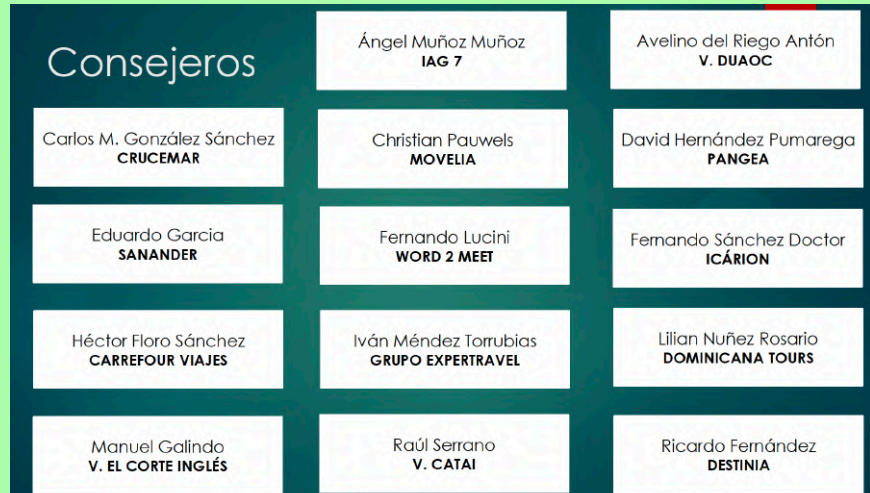 Consejeros
Ángel Muñoz Muñoz
IAG 7
Avelino del Riego Antón
V. DUAOC
Carlos M. González Sánchez
CRUCEMAR
Christian Pauwels
MOVELIA
David Hernández Pumarega
PANGEA
Eduardo Garcia
SANANDER
Fernando Lucini
WORD 2 MEET
Fernando Sánchez Doctor
ICÁRION
Héctor Floro Sánchez
CARREFOUR VIAJES
Iván Méndez Torrubias
GRUPO EXPERTRAVEL
Lilian Nuñez Rosario
DOMINICANA TOURS
Manuel Galindo
V. EL CORTE INGLÉS
Raúl Serrano
V. CATAI
Ricardo Fernández
DESTINIA